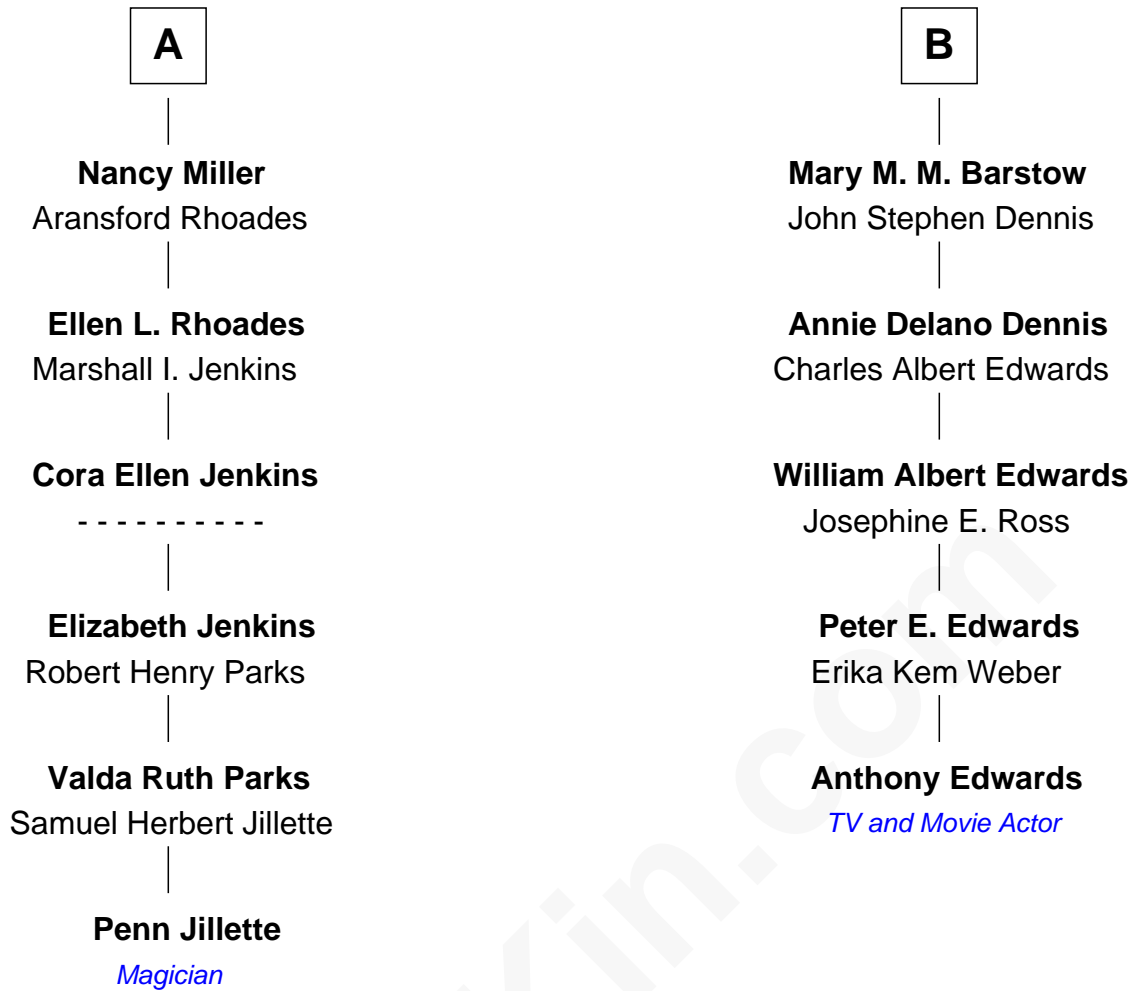 A
Nancy Miller
Aransford Rhoades
Ellen L. Rhoades
Marshall I. Jenkins
Cora Ellen Jenkins
- - - - - - - - - -
Elizabeth Jenkins
Robert Henry Parks
Valda Ruth Parks
Samuel Herbert Jillette
Penn Jillette
Magician
B
Mary M. M. Barstow
John Stephen Dennis
Annie Delano Dennis
Charles Albert Edwards
William Albert Edwards
Josephine E. Ross
Peter E. Edwards
Erika Kem Weber
Anthony Edwards
TV and Movie Actor
Kin.com